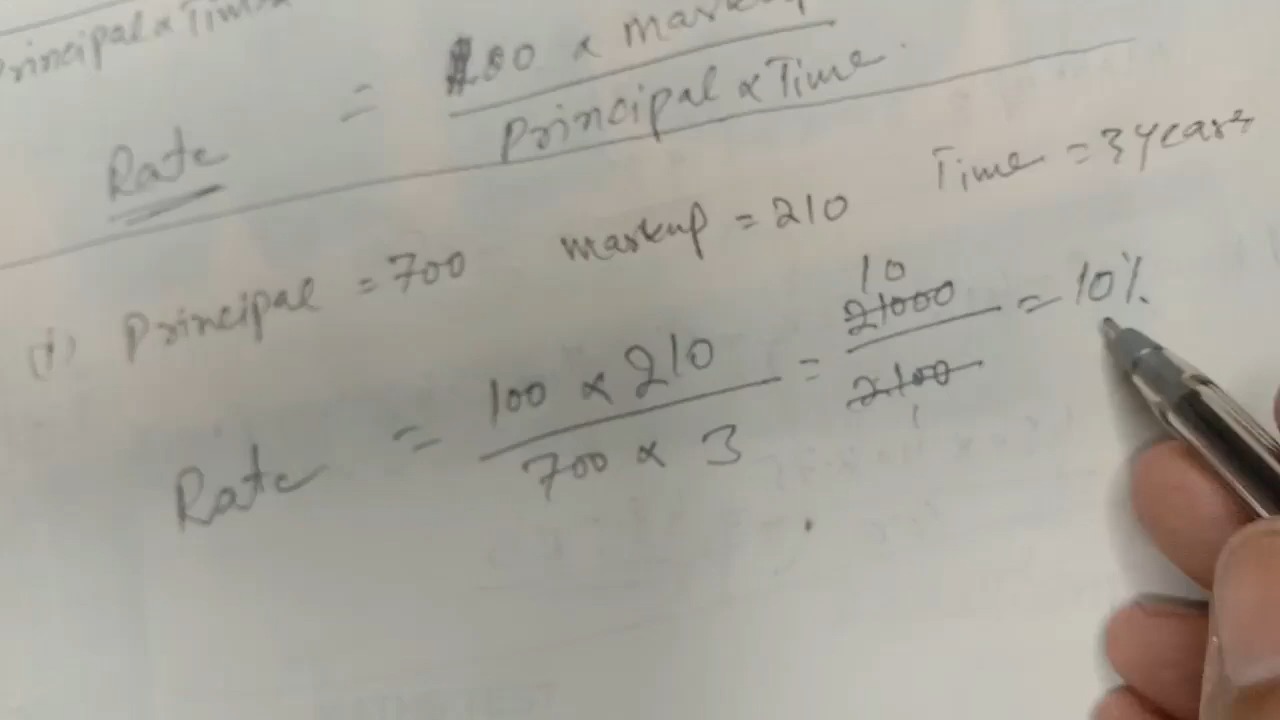 Principal × Time
Rate = 100 × markup
Principal × Time
(i) Principal = 700 markup = 210 Time = 3 years
Rate = 100 × 210 = 21000 = 10%
700 × 3 2100
10
1